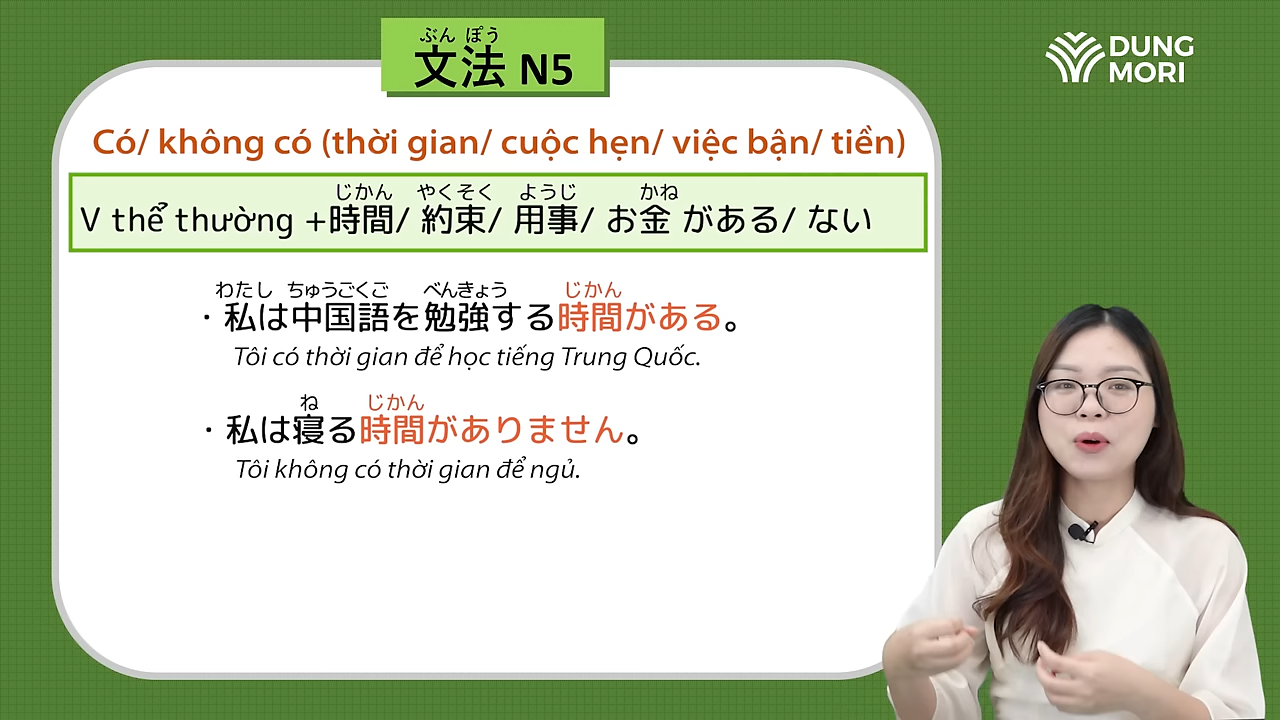 ぶん ぽう
文法 N5
DUNG
MORI
Có/ không có (thời gian/ cuộc hẹn/ việc bận/ tiền)
じかん やくそく ようじ かね
V thể thường +時間/ 約束/ 用事/ お金 がある/ ない
わたし ちゅうごくご べんきょう じかん
・私は中国語を勉強する時間がある。
Tôi có thời gian để học tiếng Trung Quốc.
ね じかん
・私は寝る時間がありません。
Tôi không có thời gian để ngủ.